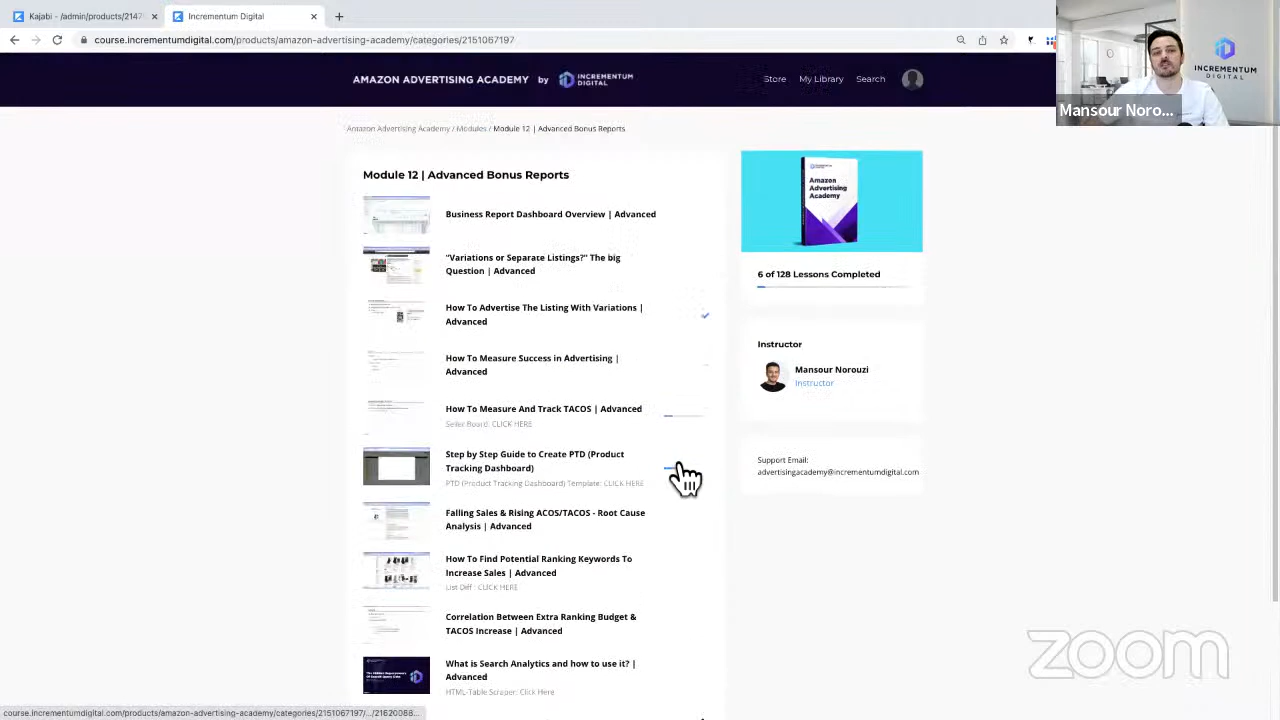 Kajabi - admin/products/2147
Incrementum Digital
course.incrementumdigital.com/products/amazon-advertising-academy/categories/2151067197
AMAZON ADVERTISING ACADEMY by INCREMENTUM DIGITAL
Store My Library Search
INCREMENTUM
DIGITAL
Mansour Noro...
Amazon Advertising Academy / Modules / Module 12 | Advanced Bonus Reports
Module 12 | Advanced Bonus Reports
Business Report Dashboard Overview | Advanced
“Variations or Separate Listings?” The big
Question | Advanced
How To Advertise The Listing With Variations |
Advanced
How To Measure Success in Advertising |
Advanced
How To Measure And Track TACOS | Advanced
Seller Board: CLICK HERE
Step by Step Guide to Create PTD (Product
Tracking Dashboard)
PTD (Product Tracking Dashboard) Template: CLICK HERE
Falling Sales & Rising ACOS/TACOS - Root Cause
Analysis | Advanced
How To Find Potential Ranking Keywords To
Increase Sales | Advanced
List Diff : CLICK HERE
Correlation Between Extra Ranking Budget &
TACOS Increase | Advanced
What is Search Analytics and how to use it? |
Advanced
HTML-Table Scraper: Click Here
Amazon
Advertising
Academy
6 of 128 Lessons Completed
Instructor
Mansour Norouzi
Instructor
Support Email:
advertisingacademy@incrementumdigital.com
zoom
course.incrementumdigital.com/products/amazon-advertising-academy/categories/2151067197/.../21620088...